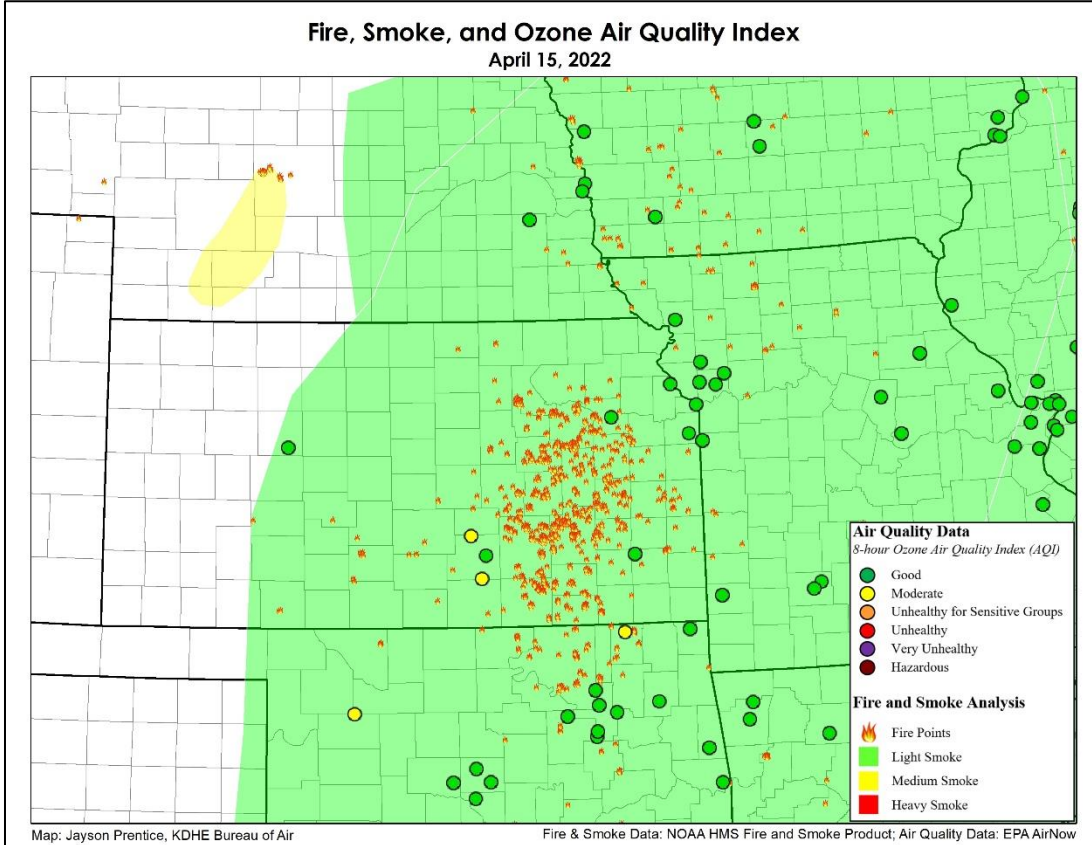 Fire, Smoke, and Ozone Air Quality Index
April 15, 2022
Air Quality Data
8-hour Ozone Air Quality Index (AQI)
Good
Moderate
Unhealthy for Sensitive Groups
Unhealthy
Very Unhealthy
Hazardous
Fire and Smoke Analysis
Fire Points
Light Smoke
Medium Smoke
Heavy Smoke
Map: Jayson Prentice, KDHE Bureau of Air
Fire & Smoke Data: NOAA HMS Fire and Smoke Product; Air Quality Data: EPA AirNow